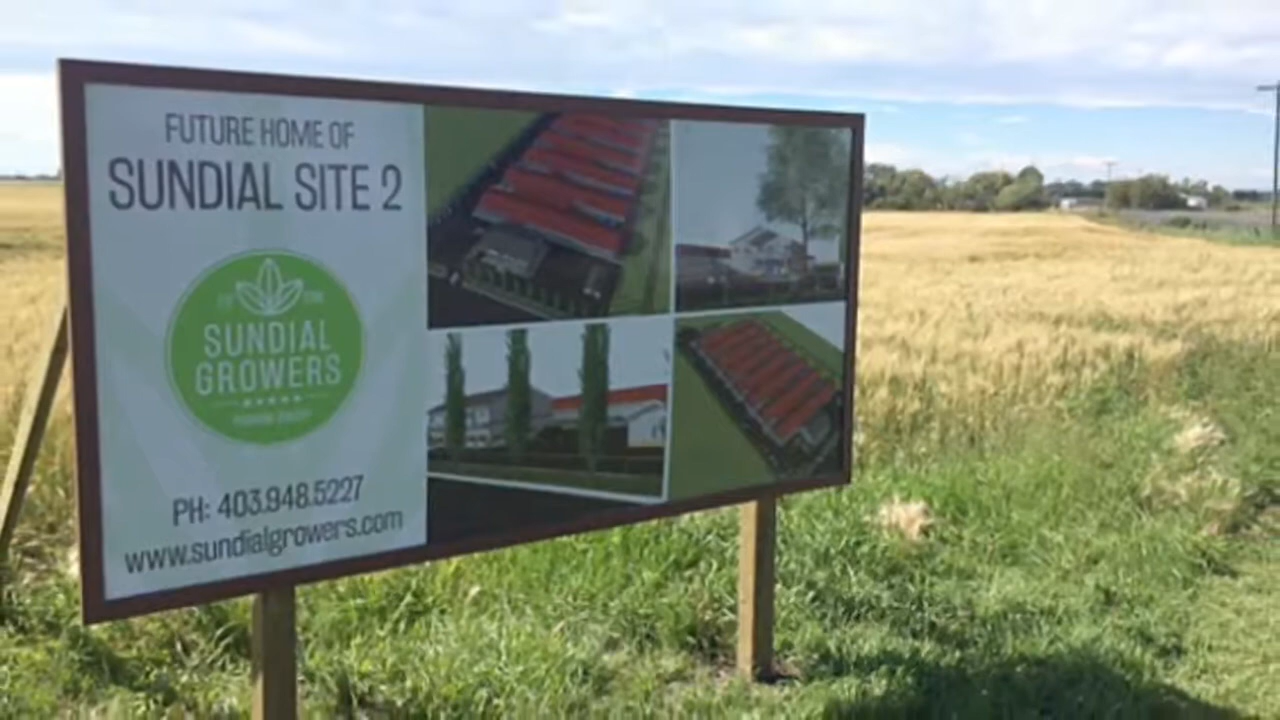 FUTURE HOME OF
SUNDIAL SITE 2
SUNDIAL
GROWERS
PH: 403.948.5227
www.sundialgrowers.com